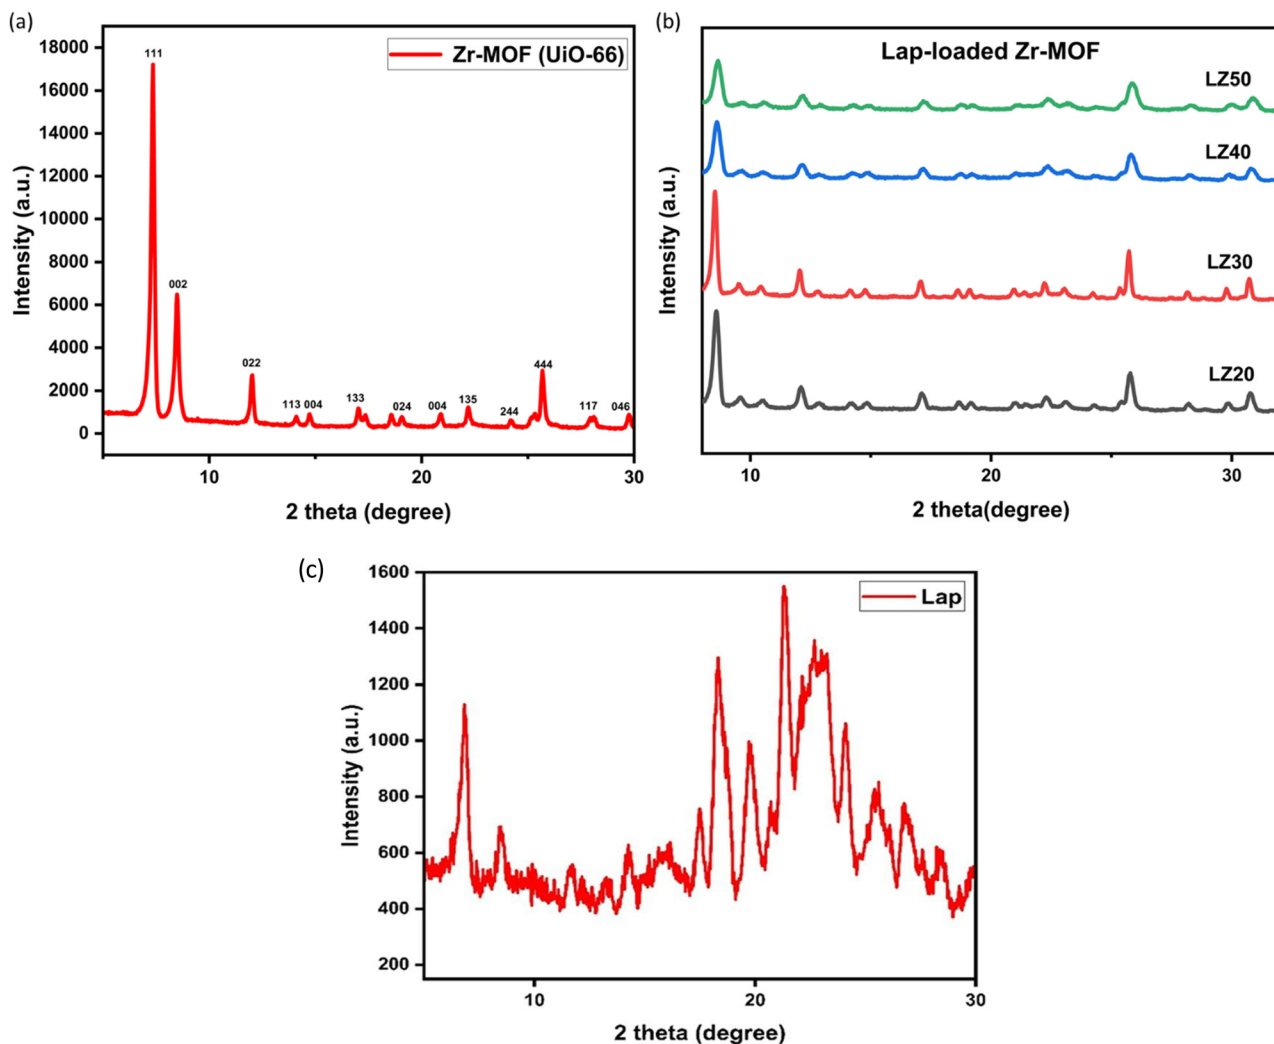 (a)
Zr-MOF (UiO-66)
18000
16000
14000
12000
10000
8000
6000
4000
2000
0
Intensity (a.u.)
111
002
022
113
004
133
024
004
135
244
444
117
046
10
20
30
2 theta (degree)
(b)
Lap-loaded Zr-MOF
LZ50
LZ40
LZ30
LZ20
Intensity (a.u.)
10
20
30
2 theta(degree)
(c)
Lap
1600
1400
1200
1000
800
600
400
200
Intensity (a.u.)
10
20
30
2 theta (degree)